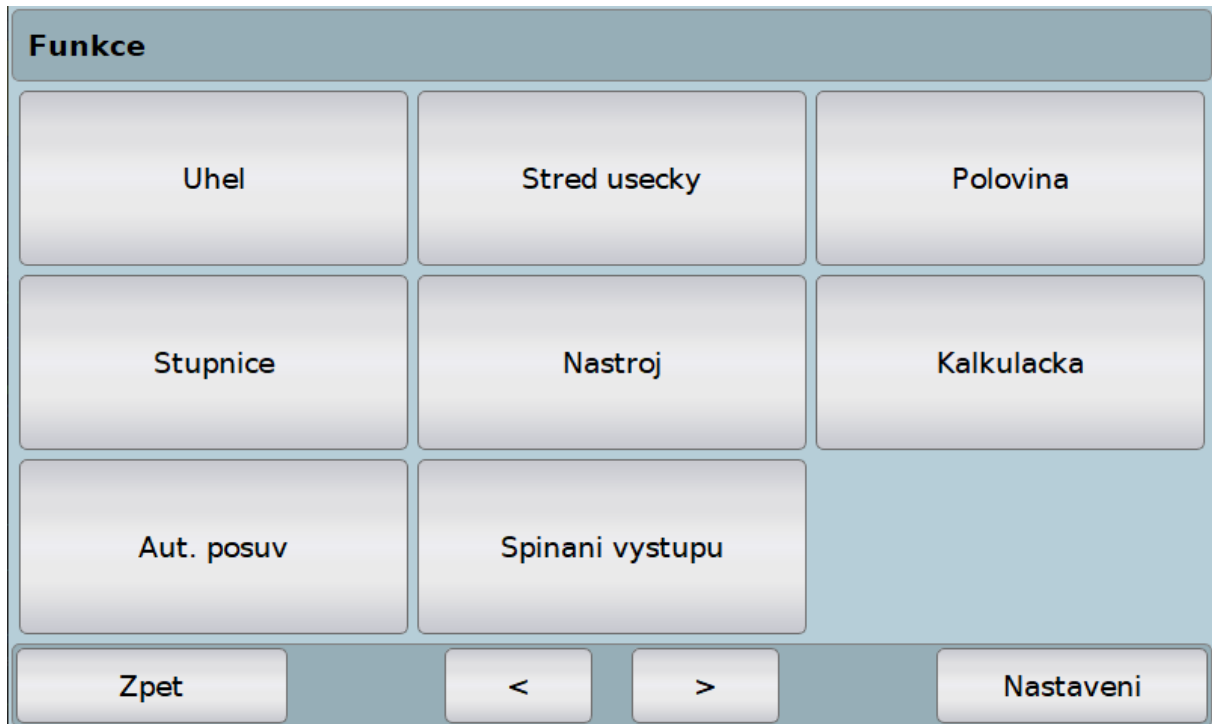 Funkce
Uhel
Stred usecky
Polovina
Stupnice
Nastroj
Kalkulacka
Aut. posuv
Spinani vystupu
Zpet
<
>
Nastaveni